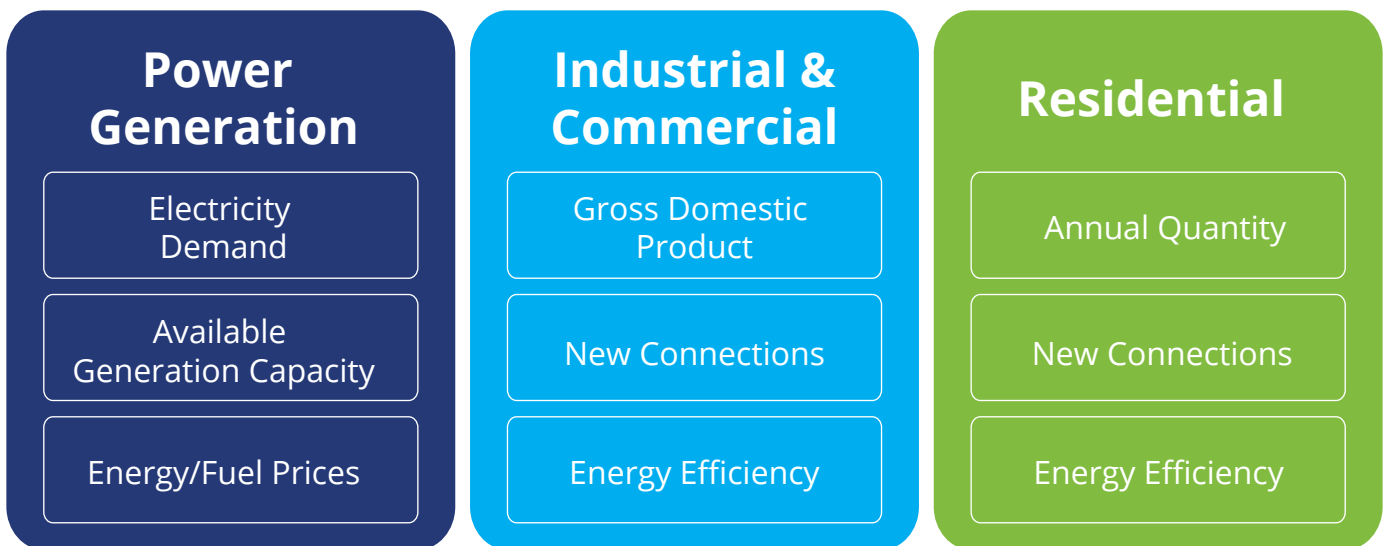 Power
Generation
Electricity
Demand
Available
Generation Capacity
Energy/Fuel Prices
Industrial &
Commercial
Gross Domestic
Product
New Connections
Energy Efficiency
Residential
Annual Quantity
New Connections
Energy Efficiency